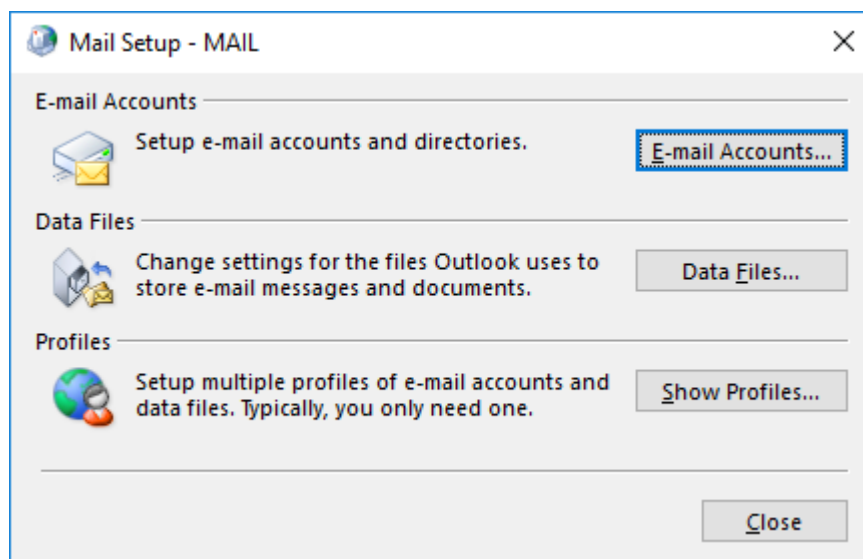 Mail Setup - MAIL
E-mail Accounts
Setup e-mail accounts and directories.
E-mail Accounts...
Data Files
Change settings for the files Outlook uses to
store e-mail messages and documents.
Data Files...
Profiles
Setup multiple profiles of e-mail accounts and
data files. Typically, you only need one.
Show Profiles...
Close